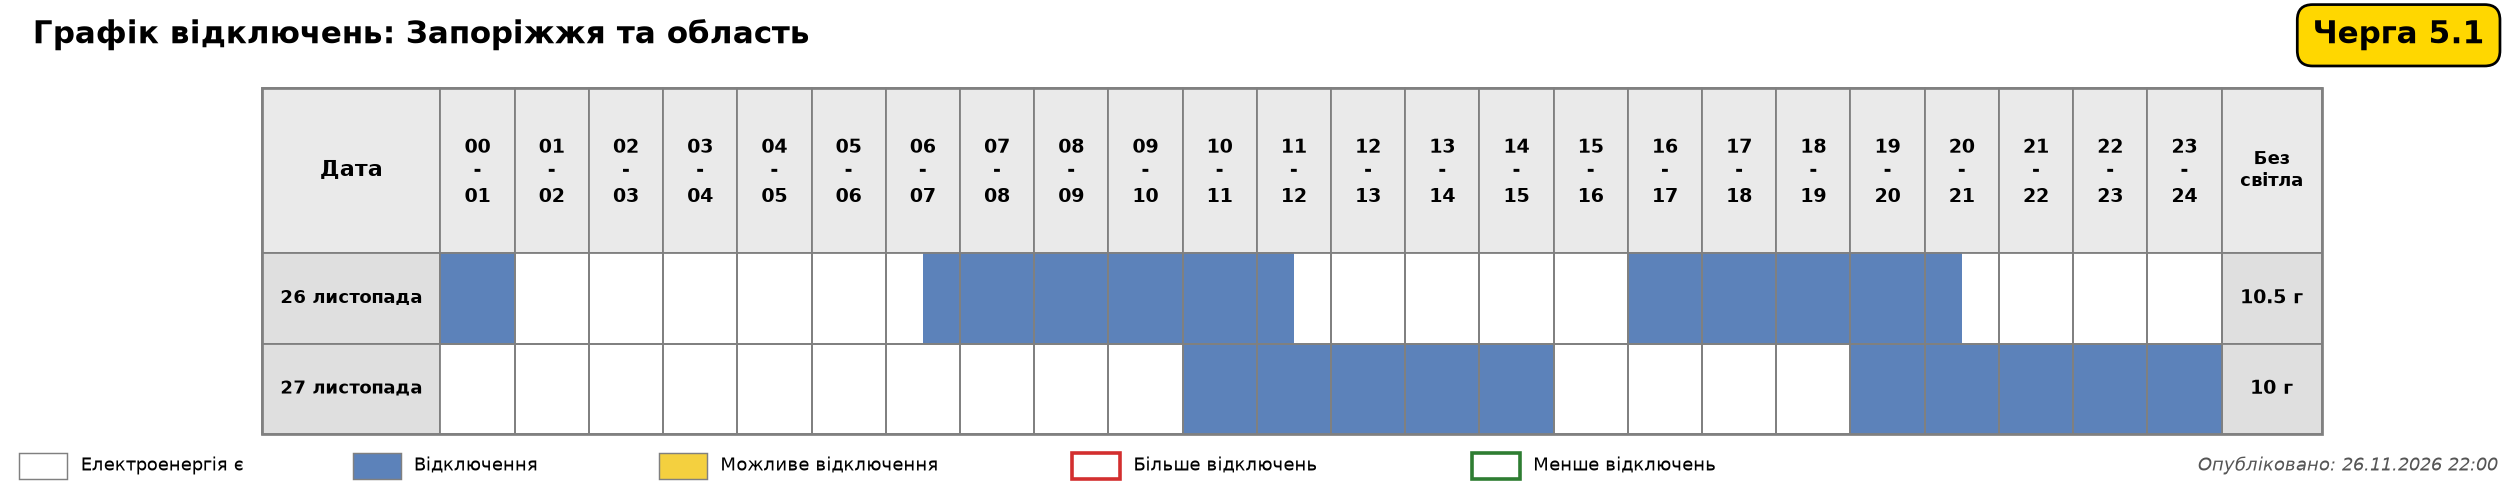 Графік відключень: Запоріжжя та область
Черга 5.1
Дата
00 - 01
01 - 02
02 - 03
03 - 04
04 - 05
05 - 06
06 - 07
07 - 08
08 - 09
09 - 10
10 - 11
11 - 12
12 - 13
13 - 14
14 - 15
15 - 16
16 - 17
17 - 18
18 - 19
19 - 20
20 - 21
21 - 22
22 - 23
23 - 24
Без
світла
26 листопада
10.5 г
27 листопада
10 г
Електроенергія є
Відключення
Можливе відключення
Більше відключень
Менше відключень
Опубліковано: 26.11.2026 22:00